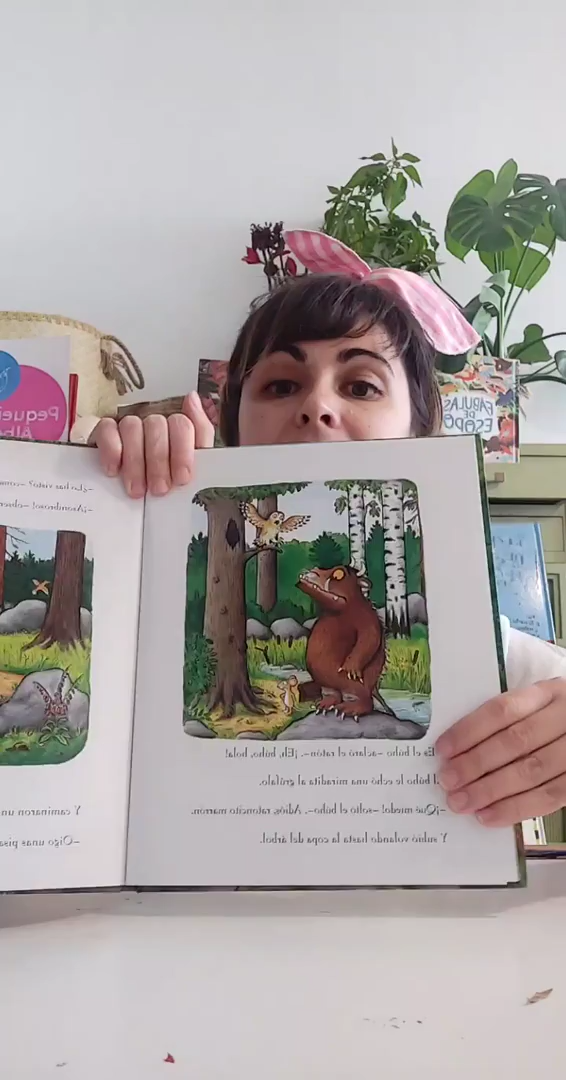 Peque
FÁBULAS
DE
ESOPO
–¿Lo has visto?
–¡Asombroso!
Es el búho –aclaró el ratón–. ¡Eh, búho, hola!
búho le echó una miradita al grúfalo.
–¡Qué miedo! –soltó el búho–. Adiós, ratoncito marrón.
Y subió volando hasta la copa del árbol.
Y caminaron un
–Oigo unas